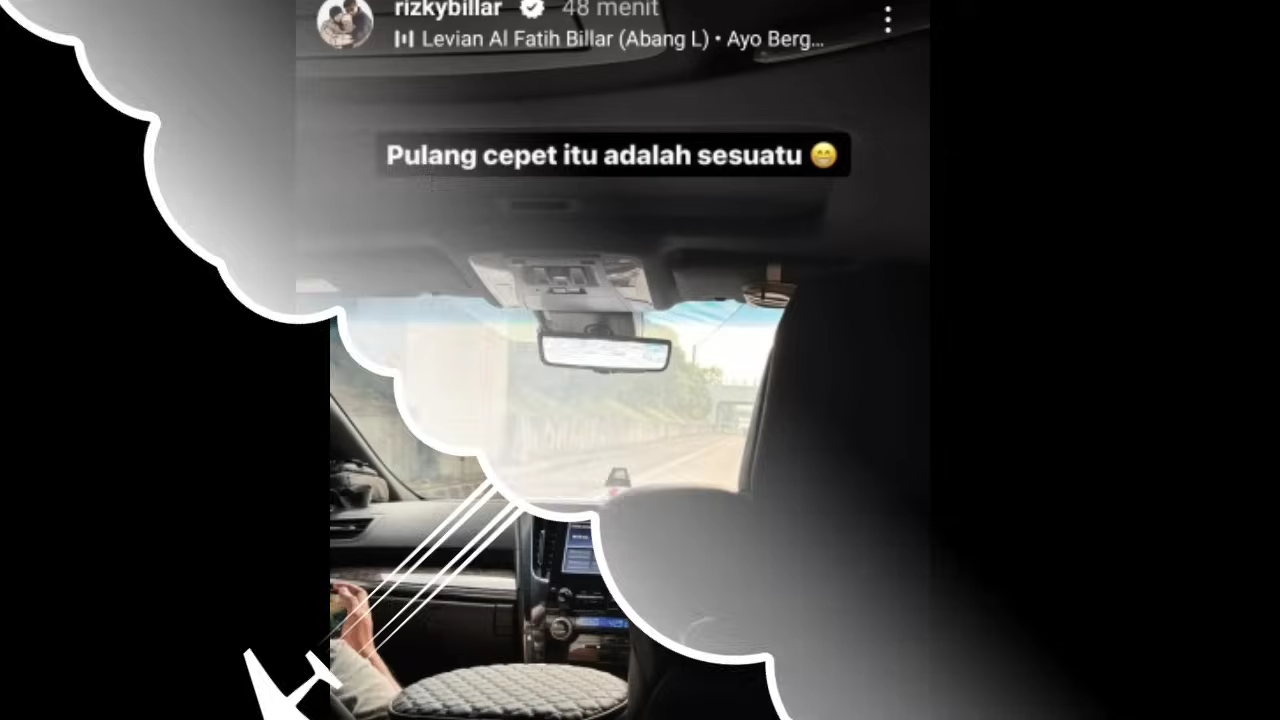 rizkybillar 48 menit
Levian Al Fatih Billar (Abang L) • Ayo Berg...
Pulang cepet itu adalah sesuatu 😁